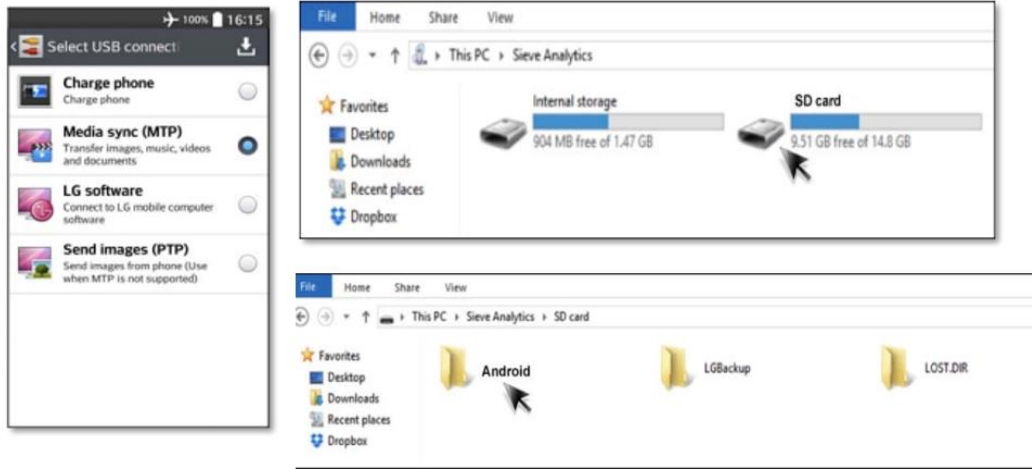 100% 16:15
Select USB connecti
Charge phone
Charge phone
Media sync (MTP)
Transfer images, music, videos
and documents
LG software
Connect to LG mobile computer
software
Send images (PTP)
Send images from phone (Use
when MTP is not supported)
File Home Share View
This PC Sieve Analytics
Favorites
Desktop
Downloads
Recent places
Dropbox
Internal storage
904 MB free of 1.47 GB
SD card
9.51 GB free of 14.8 GB
File Home Share View
This PC Sieve Analytics SD card
Favorites
Desktop
Downloads
Recent places
Dropbox
Android
LGBackup
LOST.DIR